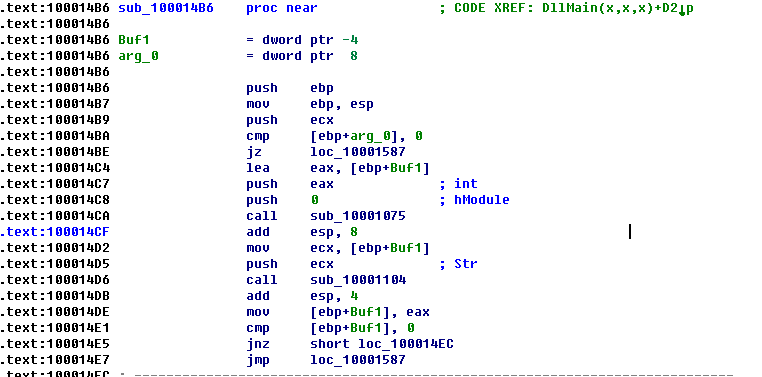 .text:100014B6 sub_100014B6 proc near ; CODE XREF: DllMain(x,x,x)+D2↓p
.text:100014B6
.text:100014B6 Buf1 = dword ptr -4
.text:100014B6 arg_0 = dword ptr 8
.text:100014B6
.text:100014B6 push ebp
.text:100014B7 mov ebp, esp
.text:100014B9 push ecx
.text:100014BA cmp [ebp+arg_0], 0
.text:100014BE jz loc_10001587
.text:100014C4 lea eax, [ebp+Buf1]
.text:100014C7 push eax ; int
.text:100014C8 push 0 ; hModule
.text:100014CA call sub_10001075
.text:100014CF add esp, 8
.text:100014D2 mov ecx, [ebp+Buf1]
.text:100014D5 push ecx ; Str
.text:100014D6 call sub_10001104
.text:100014DB add esp, 4
.text:100014DE mov [ebp+Buf1], eax
.text:100014E1 cmp [ebp+Buf1], 0
.text:100014E5 jnz short loc_100014EC
.text:100014E7 jmp loc_10001587
.text:100014EC ; ---------------------------------------------------------------------------